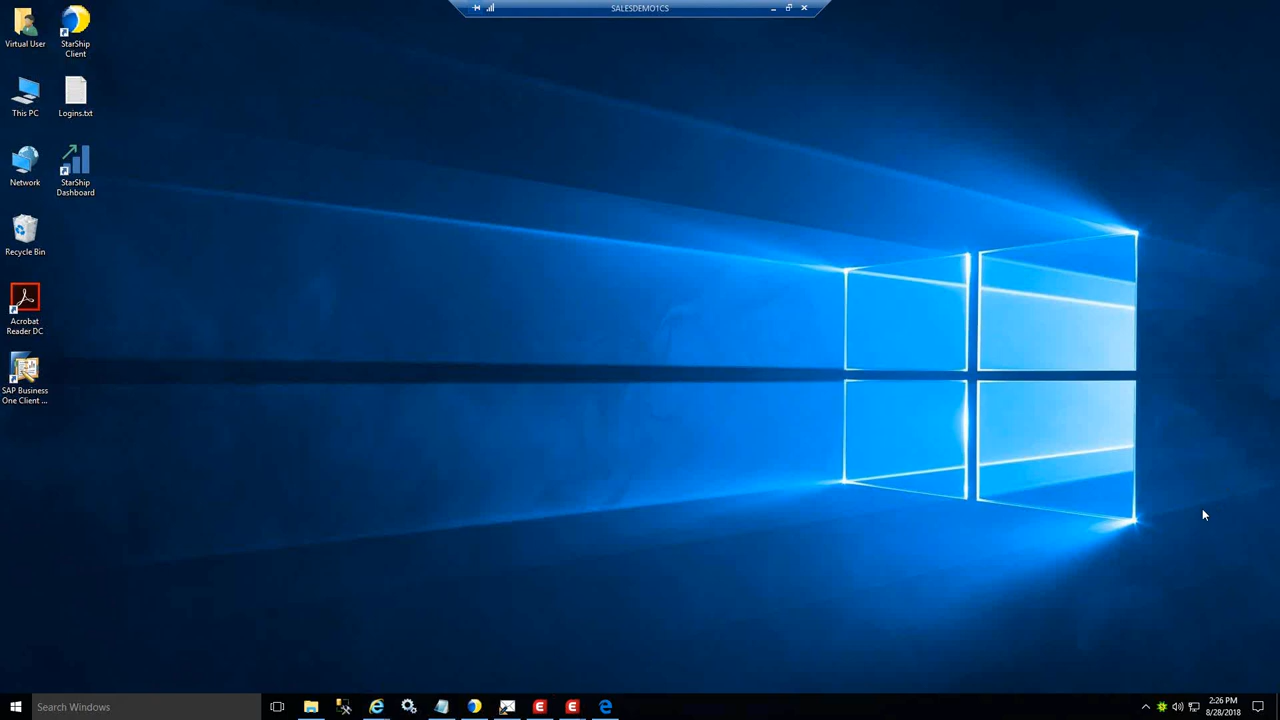 SALESDEMO1CS
Virtual User
StarShip
Client
This PC
Logins.txt
Network
StarShip
Dashboard
Recycle Bin
Acrobat
Reader DC
SAP Business
One Client ...
Search Windows
2:26 PM
8/28/2018